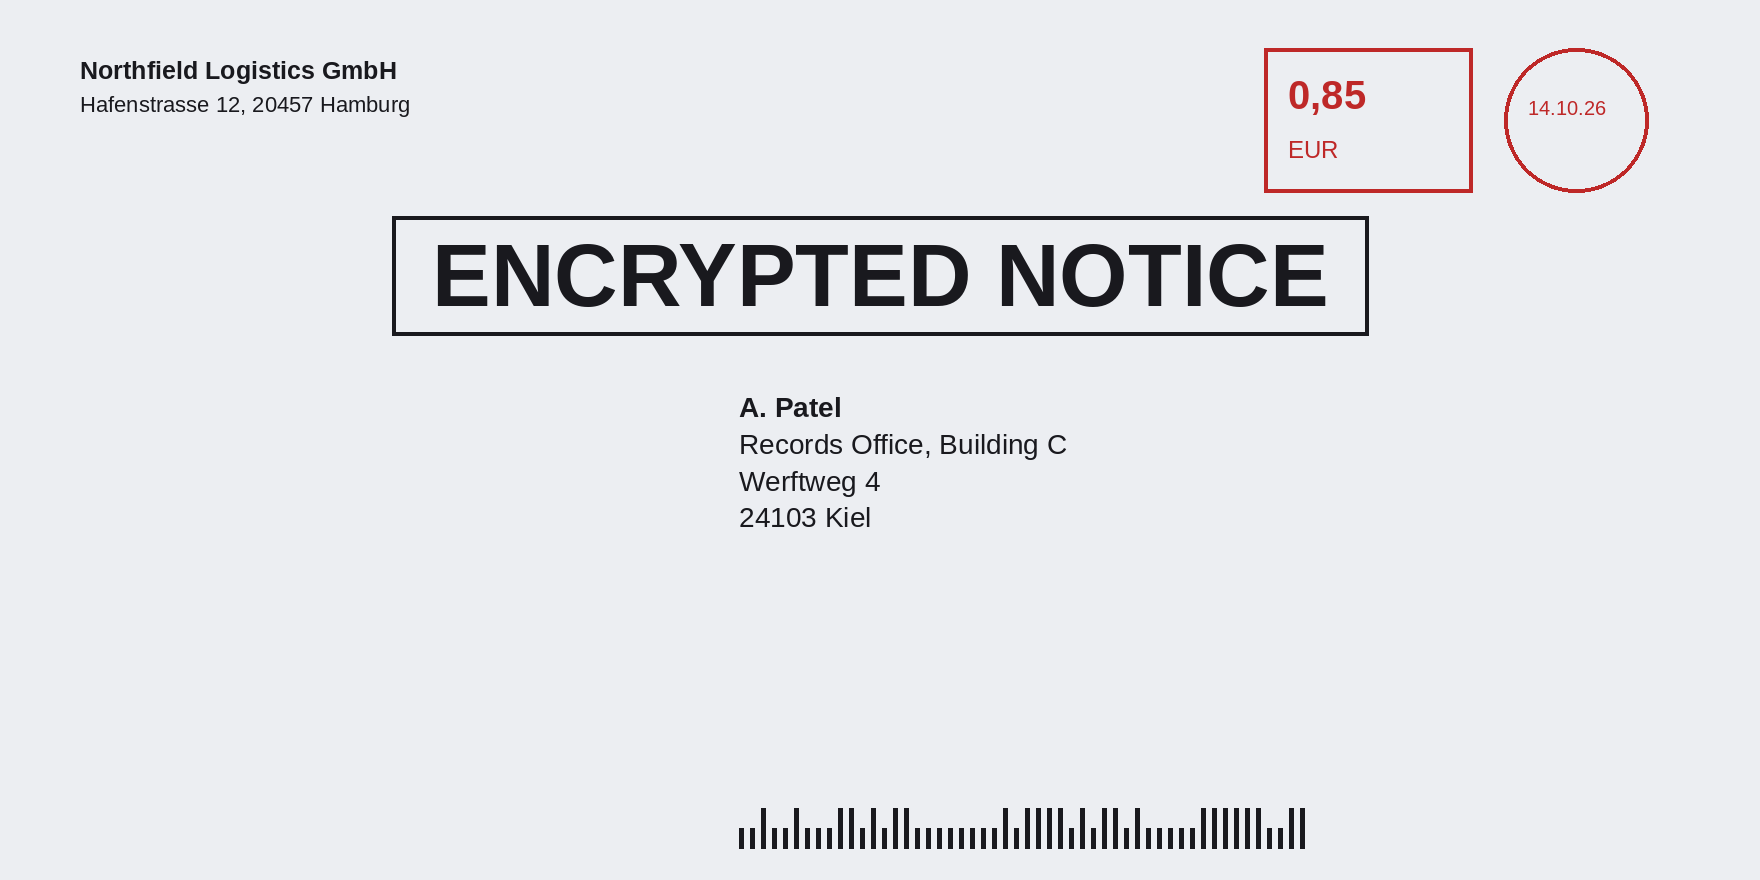 Northfield Logistics GmbH
Hafenstrasse 12, 20457 Hamburg
0,85
EUR
14.10.26
ENCRYPTED NOTICE
A. Patel
Records Office, Building C
Werftweg 4
24103 Kiel